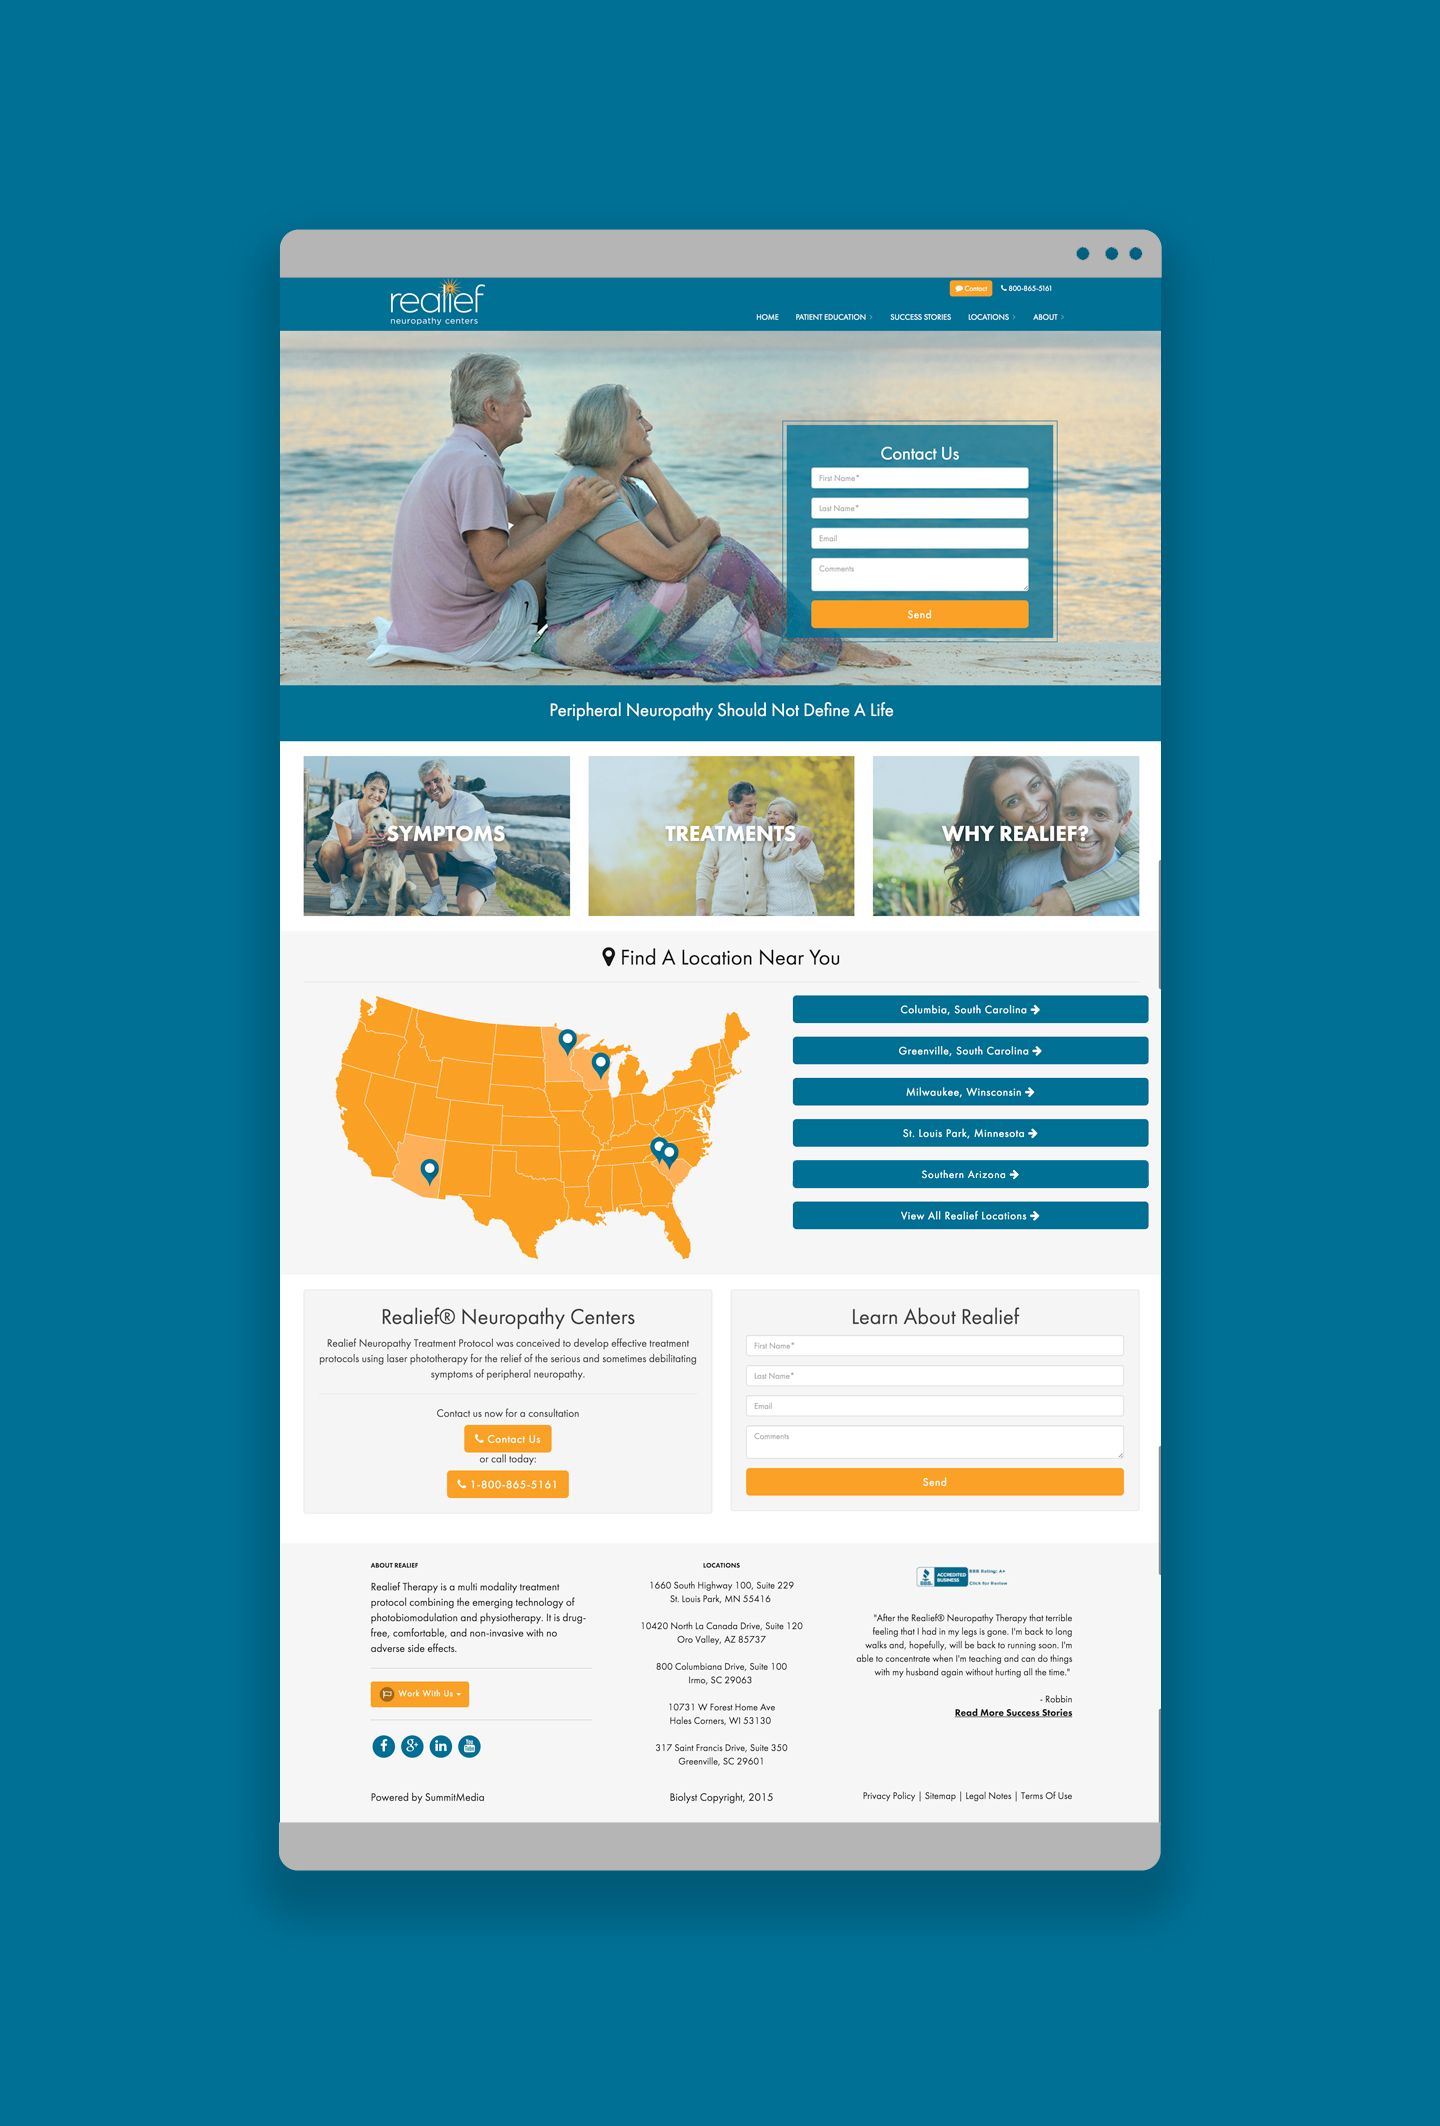 realief
neuropathy centers
Contact
800-865-5161
HOME
PATIENT EDUCATION
SUCCESS STORIES
LOCATIONS
ABOUT
Contact Us
First Name*
Last Name*
Email
Comments
Send
Peripheral Neuropathy Should Not Define A Life
SYMPTOMS
TREATMENTS
WHY REALIEF?
Find A Location Near You
Columbia, South Carolina
Greenville, South Carolina
Milwaukee, Winsconsin
St. Louis Park, Minnesota
Southern Arizona
View All Realief Locations
Realief® Neuropathy Centers
Realief Neuropathy Treatment Protocol was conceived to develop effective treatment
protocols using laser phototherapy for the relief of the serious and sometimes debilitating
symptoms of peripheral neuropathy.
Contact us now for a consultation
Contact Us
or call today:
1-800-865-5161
Learn About Realief
First Name*
Last Name*
Email
Comments
Send
ABOUT REALIEF
Realief Therapy is a multi modality treatment
protocol combining the emerging technology of
photobiomodulation and physiotherapy. It is drug-
free, comfortable, and non-invasive with no
adverse side effects.
Work With Us
You
Tube
Powered by SummitMedia
LOCATIONS
1660 South Highway 100, Suite 229
St. Louis Park, MN 55416
10420 North La Canada Drive, Suite 120
Oro Valley, AZ 85737
800 Columbiana Drive, Suite 100
Irmo, SC 29063
10731 W Forest Home Ave
Hales Corners, WI 53130
317 Saint Francis Drive, Suite 350
Greenville, SC 29601
Biolyst Copyright, 2015
BBB.
ACCREDITED
BUSINESS
BBB Rating: A+
Click for Review
"After the Realief® Neuropathy Therapy that terrible
feeling that I had in my legs is gone. I'm back to long
walks and, hopefully, will be back to running soon. I'm
able to concentrate when I'm teaching and can do things
with my husband again without hurting all the time."
- Robbin
Read More Success Stories
Privacy Policy | Sitemap | Legal Notes | Terms Of Use